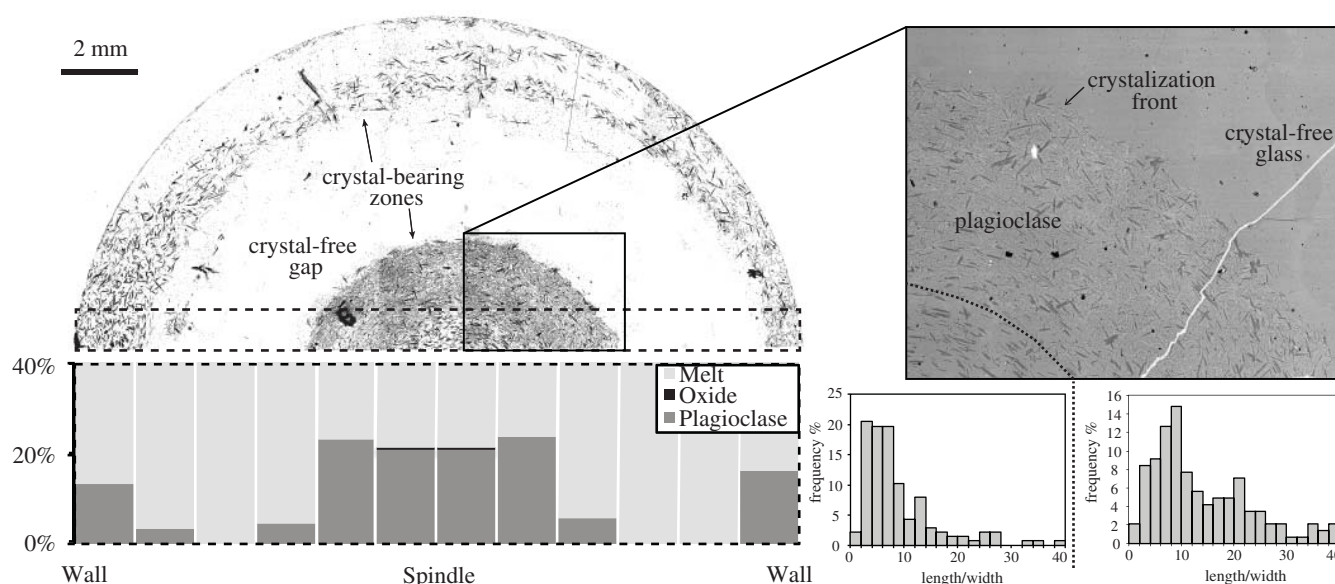 2 mm
crystal-bearing
zones
crystal-free
gap
crystalization
front
crystal-free
glass
plagioclase
40%
20%
0%
Melt
Oxide
Plagioclase
Wall
Spindle
Wall
frequency %
25
20
15
10
5
0
0
10
20
30
40
length/width
frequency %
16
14
12
10
8
6
4
2
0
0
10
20
30
40
length/width